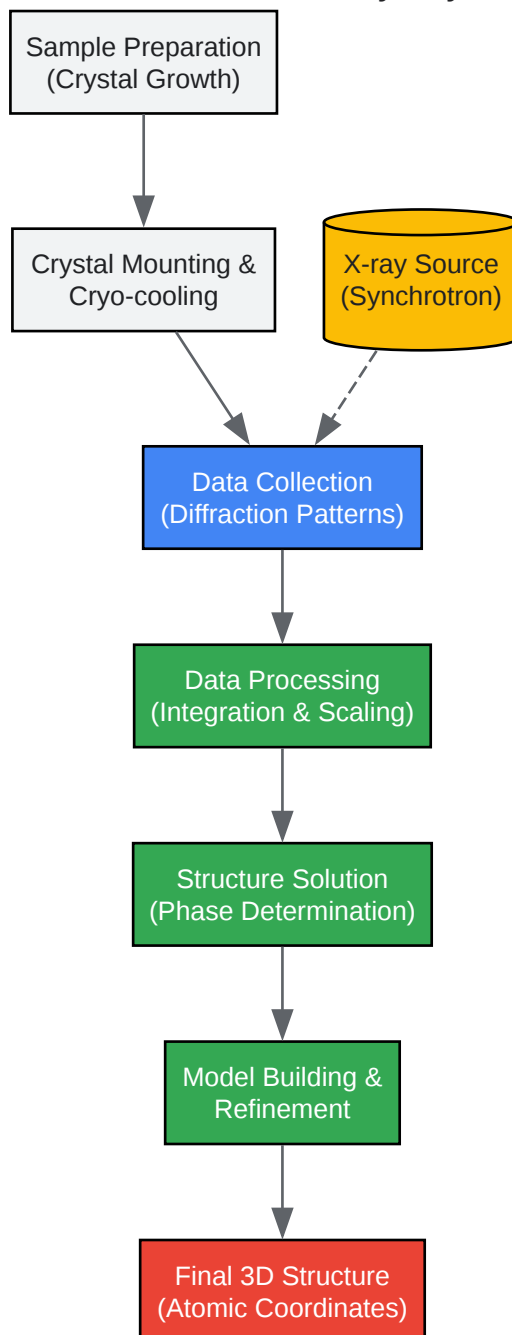 Sample Preparation
(Crystal Growth)
Crystal Mounting &
Cryo-cooling
X-ray Source
(Synchrotron)
Data Collection
(Diffraction Patterns)
Data Processing
(Integration & Scaling)
Structure Solution
(Phase Determination)
Model Building &
Refinement
Final 3D Structure
(Atomic Coordinates)